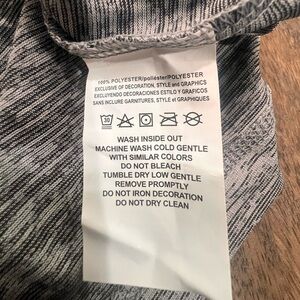 100% POLYESTER/poliéster/POLYESTER
EXCLUSIVE OF DECORATION, STYLE and GRAPHICS
EXCLUYENDO DECORACIONES ESTILO Y GRAFICOS
SANS INCLURE GARNITURES, STYLE et GRAPHIQUES
30
WASH INSIDE OUT
MACHINE WASH COLD GENTLE
WITH SIMILAR COLORS
DO NOT BLEACH
TUMBLE DRY LOW GENTLE
REMOVE PROMPTLY
DO NOT IRON DECORATION
DO NOT DRY CLEAN